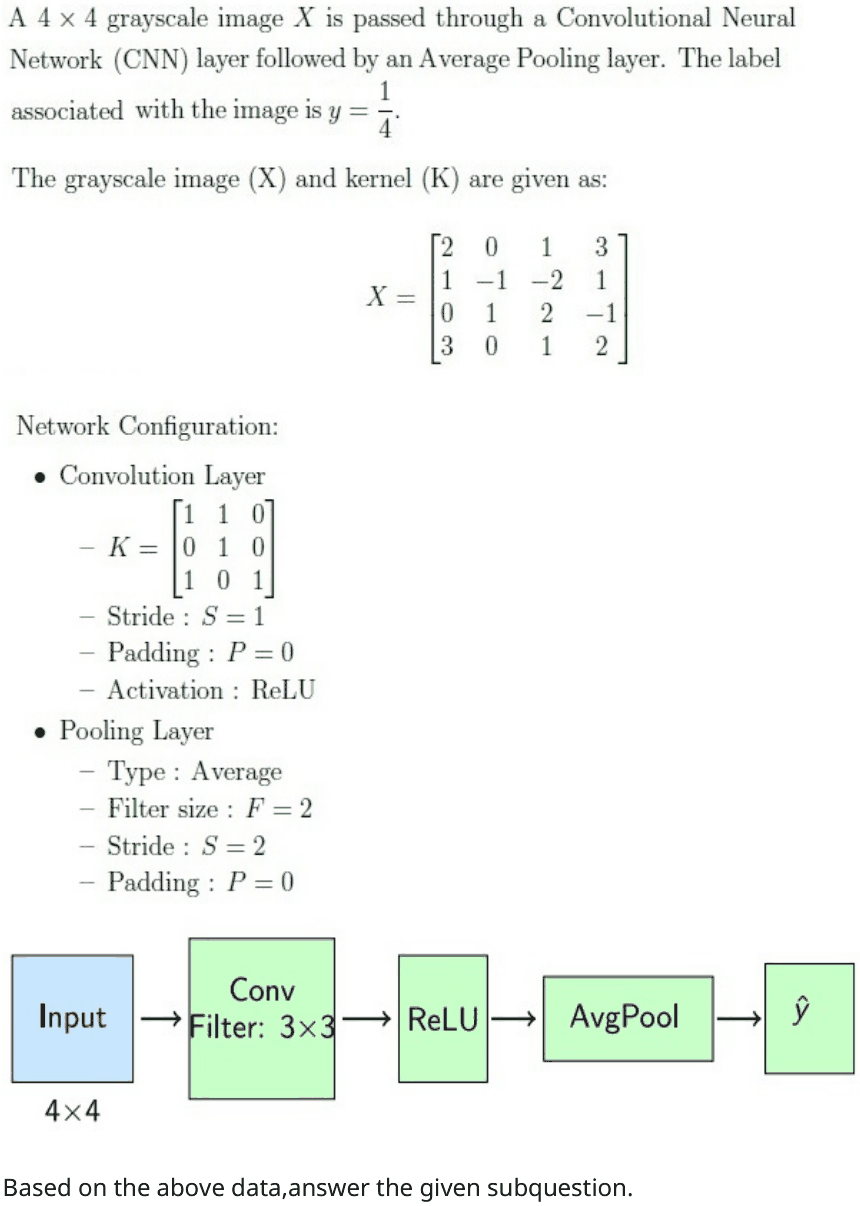 A 4 × 4 grayscale image X is passed through a Convolutional Neural
Network (CNN) layer followed by an Average Pooling layer. The label
associated with the image is y = 1/4.
The grayscale image (X) and kernel (K) are given as:
X = [2 0 1 3
1 −1 −2 1
0 1 2 −1
3 0 1 2]
Network Configuration:
• Convolution Layer
– K = [1 1 0
0 1 0
1 0 1]
– Stride : S = 1
– Padding : P = 0
– Activation : ReLU
• Pooling Layer
– Type : Average
– Filter size : F = 2
– Stride : S = 2
– Padding : P = 0
Input
Conv
Filter: 3×3
ReLU
AvgPool
ŷ
4×4
Based on the above data,answer the given subquestion.